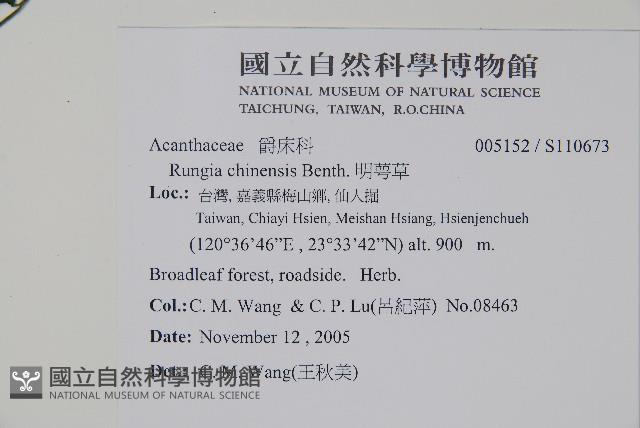 國立自然科學博物館
NATIONAL MUSEUM OF NATURAL SCIENCE
TAICHUNG, TAIWAN, R.O.CHINA
Acanthaceae 爵床科 005152 / S110673
Rungia chinensis Benth. 明萼草
Loc.: 台灣, 嘉義縣梅山鄉, 仙人掘
Taiwan, Chiayi Hsien, Meishan Hsiang, Hsienjenchueh
(120°36’46”E , 23°33’42”N) alt. 900 m.
Broadleaf forest, roadside. Herb.
Col.: C. M. Wang & C. P. Lu(呂紀萍) No.08463
Date: November 12 , 2005
Det.: C. M. Wang(王秋美)
國立自然科學博物館
NATIONAL MUSEUM OF NATURAL SCIENCE